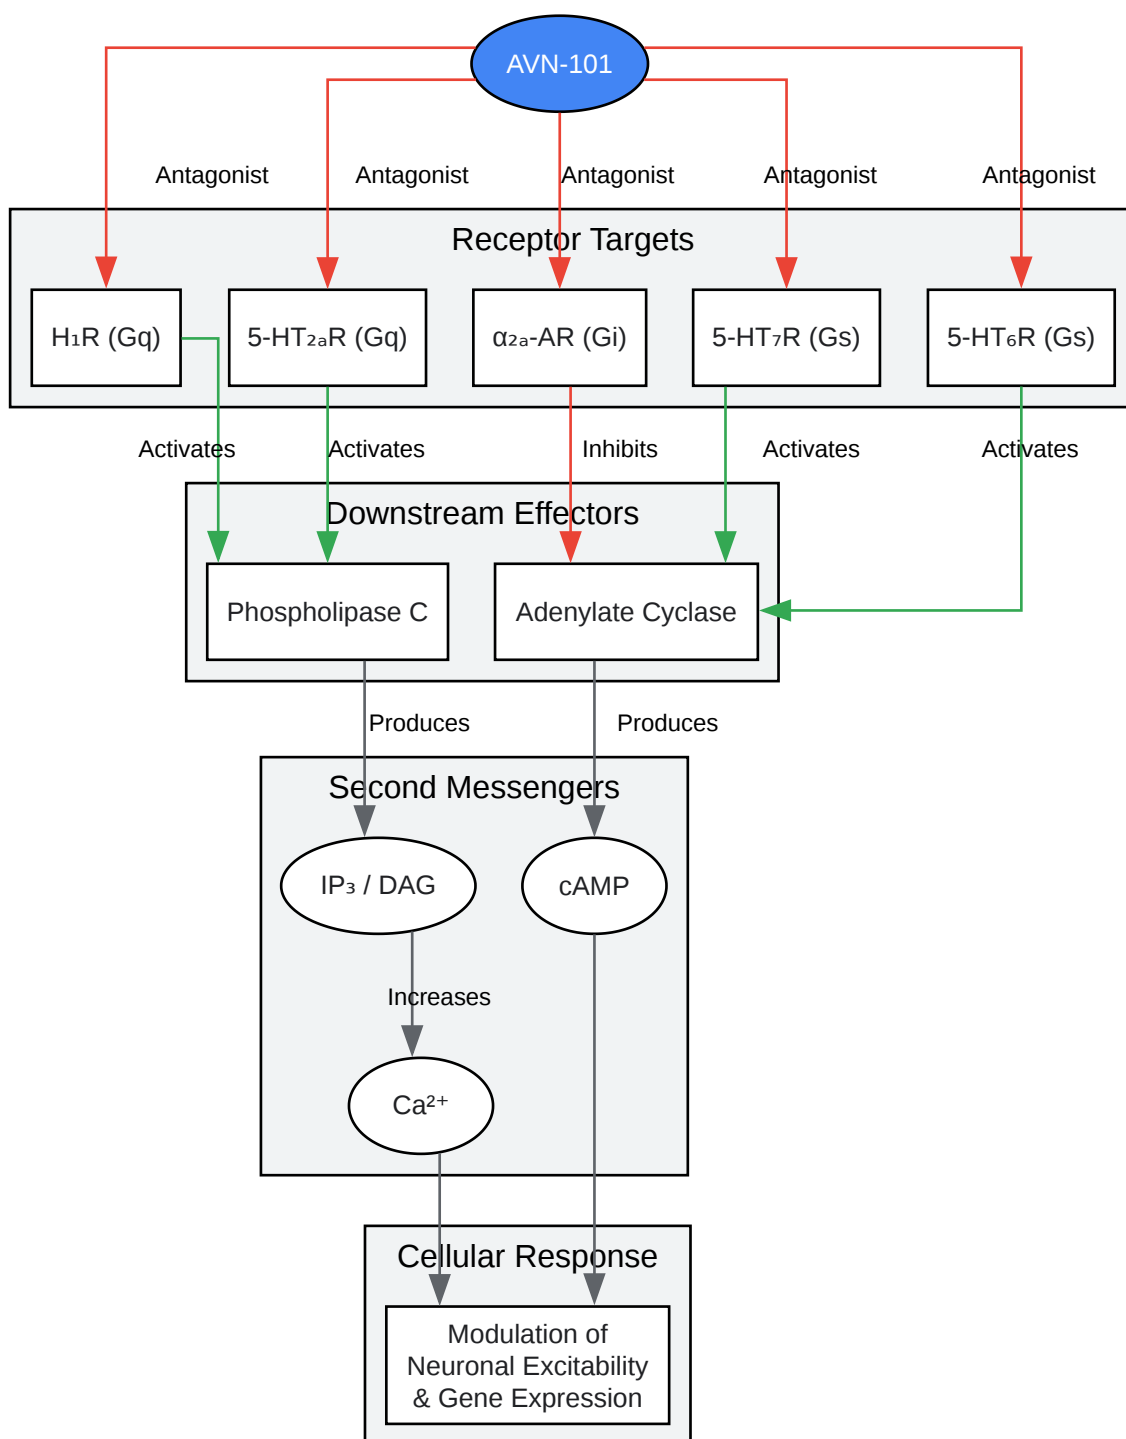 AVN-101
Antagonist
Antagonist
Antagonist
Antagonist
Antagonist
Receptor Targets
H₁R (Gq)
5-HT₂ₐR (Gq)
α₂ₐ-AR (Gi)
5-HT₇R (Gs)
5-HT₆R (Gs)
Activates
Activates
Inhibits
Activates
Activates
Downstream Effectors
Phospholipase C
Adenylate Cyclase
Produces
Produces
Second Messengers
IP₃ / DAG
cAMP
Increases
Ca²⁺
Cellular Response
Modulation of
Neuronal Excitability
& Gene Expression